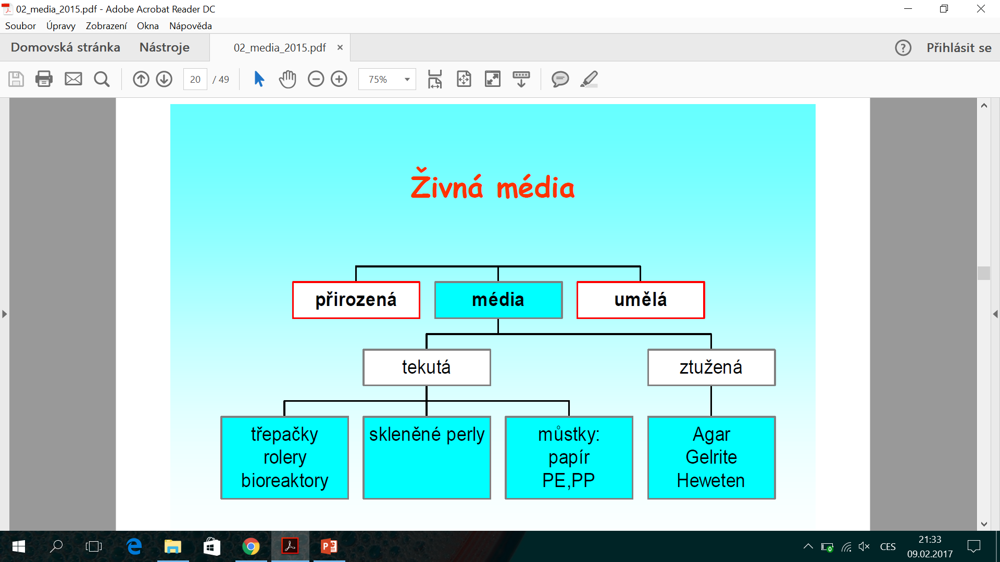 02_media_2015.pdf - Adobe Acrobat Reader DC
Soubor Úpravy Zobrazení Okna Nápověda
Domovská stránka Nástroje 02_media_2015.pdf × ? Přihlásit se
20 / 49 75%
Živná média
přirozená média umělá
tekutá ztužená
třepačky
rolery
bioreaktory
skleněné perly
můstky:
papír
PE,PP
Agar
Gelrite
Heweten
CES
21:33
09.02.2017